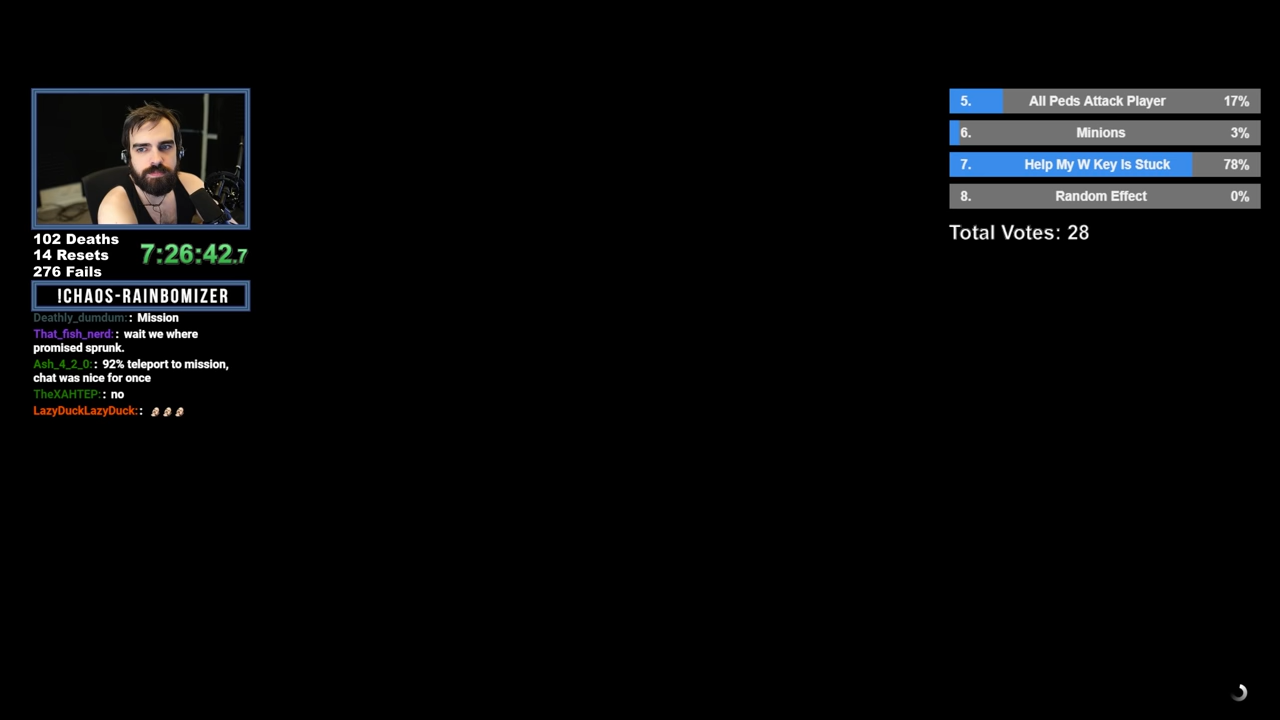 102 Deaths
14 Resets
276 Fails
7:26:42.7
!CHAOS-RAINBOMIZER
Deathly_dumdum: : Mission
That_fish_nerd: : wait we where
promised sprunk.
Ash_4_2_0: : 92% teleport to mission,
chat was nice for once
TheXAHTEP: : no
LazyDuckLazyDuck: :
5. All Peds Attack Player 17%
6. Minions 3%
7. Help My W Key Is Stuck 78%
8. Random Effect 0%
Total Votes: 28